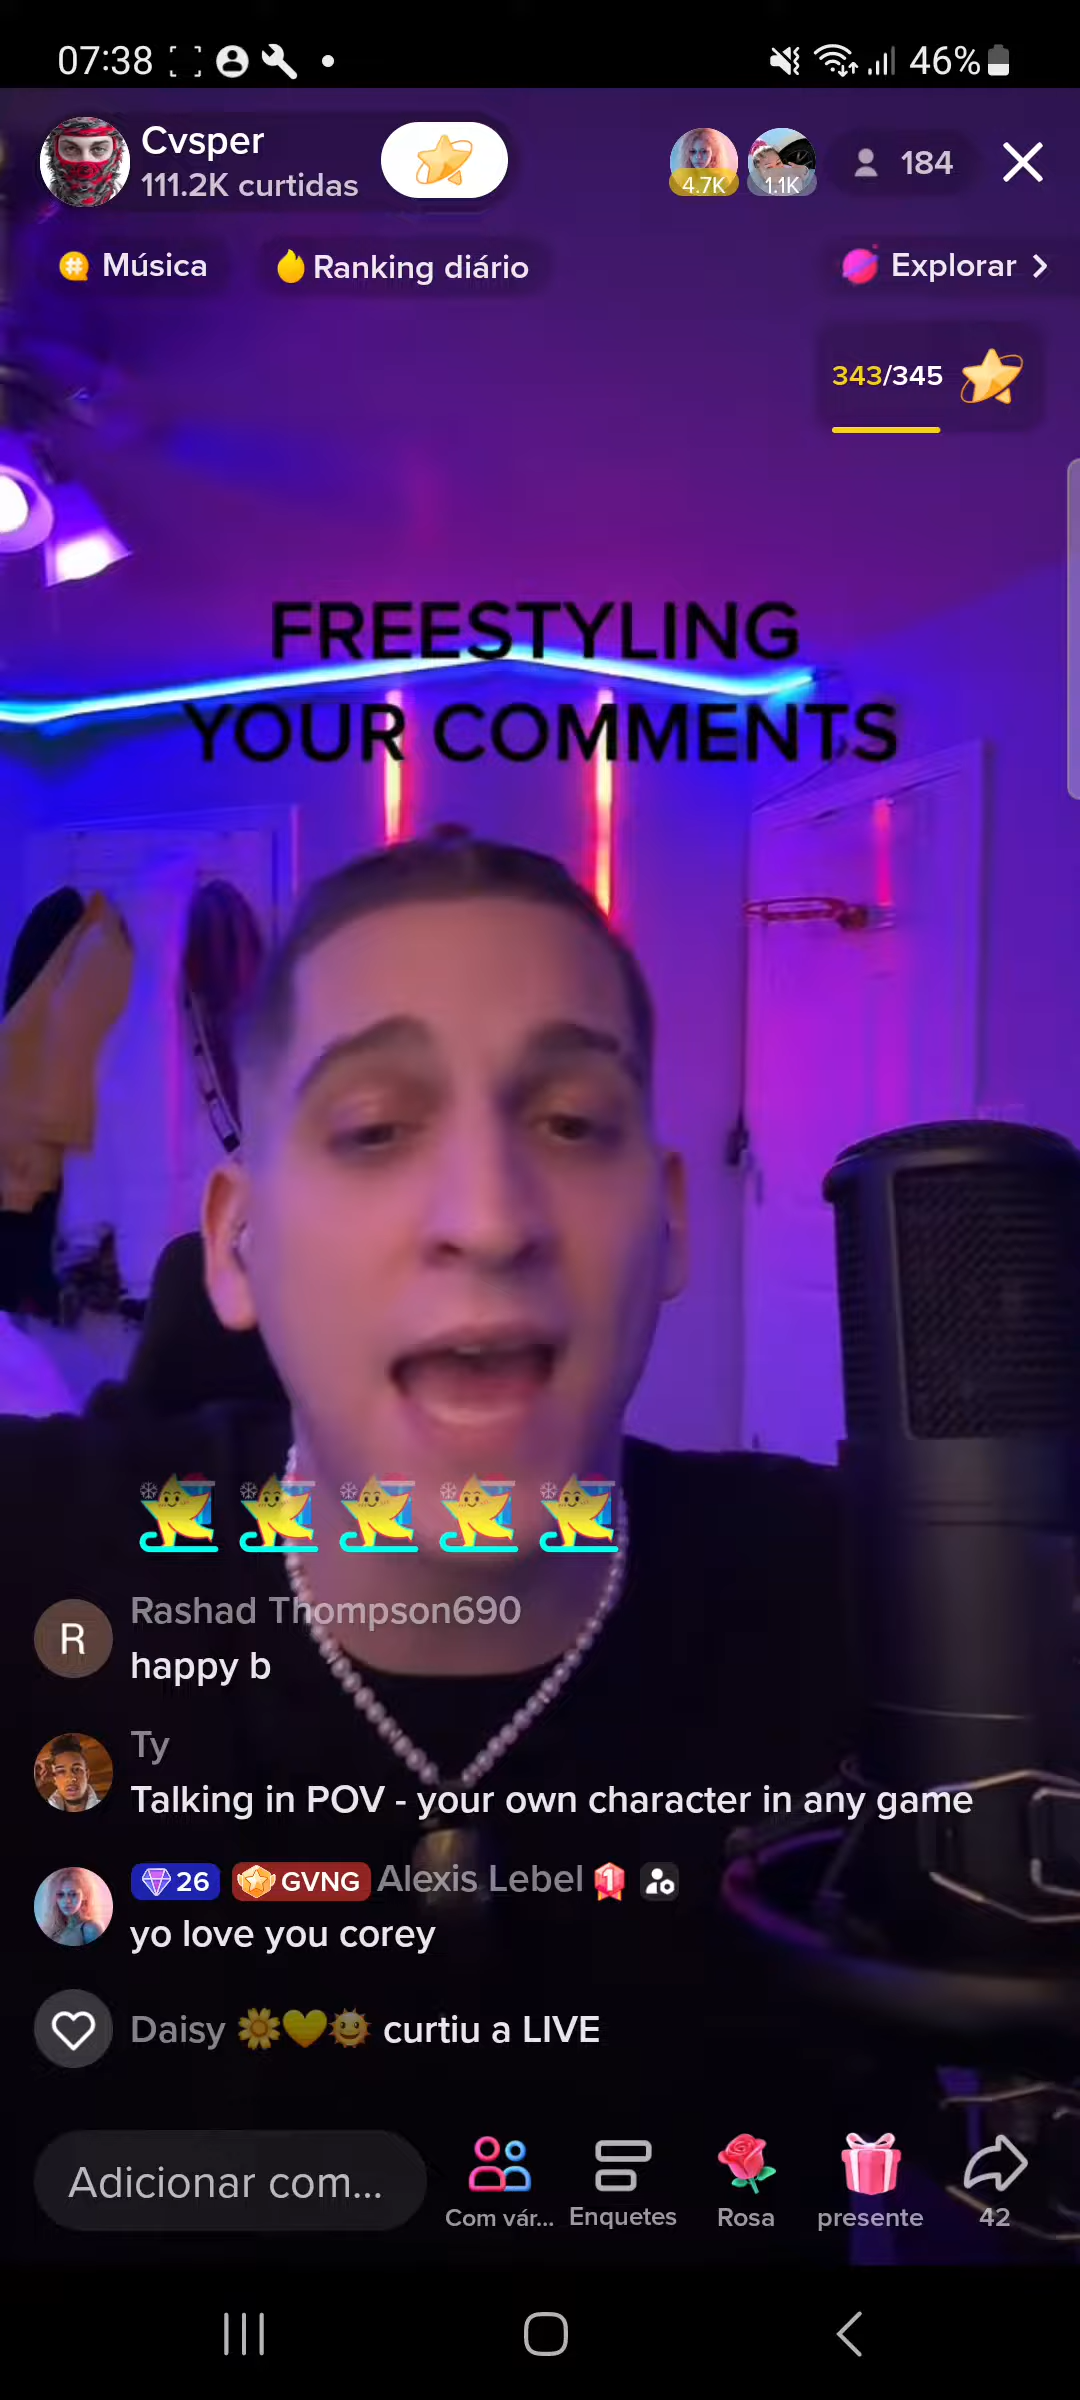 07:38
46%
Cvsper
111.2K curtidas
4.7K
1.1K
184
Música
Ranking diário
Explorar
343/345
FREESTYLING
YOUR COMMENTS
Rashad Thompson690
R
happy b
Ty
Talking in POV - your own character in any game
26 GVNG Alexis Lebel 1
yo love you corey
Daisy 🌼💛🌞 curtiu a LIVE
Adicionar com...
Com vár...
Enquetes
Rosa
presente
42